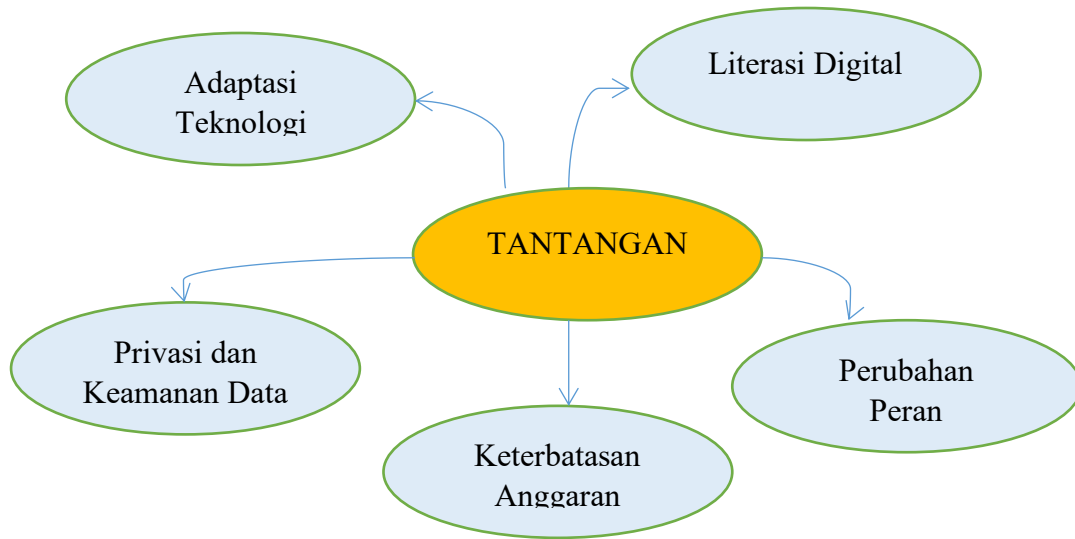 Adaptasi
Teknologi
Literasi Digital
TANTANGAN
Privasi dan
Keamanan Data
Perubahan
Peran
Keterbatasan
Anggaran